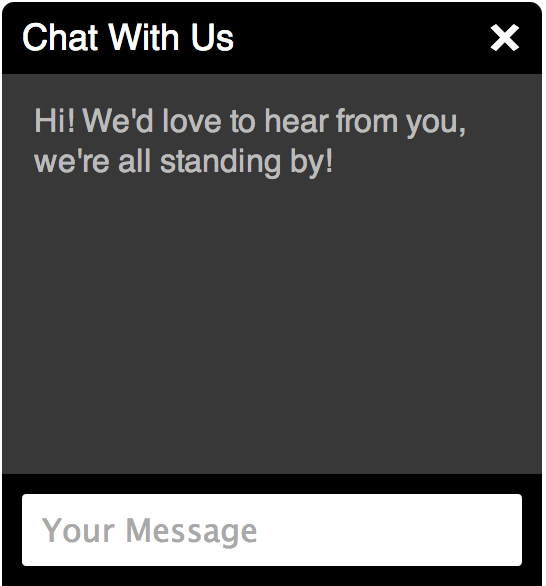 Chat With Us
Hi! We'd love to hear from you,
we're all standing by!
Your Message